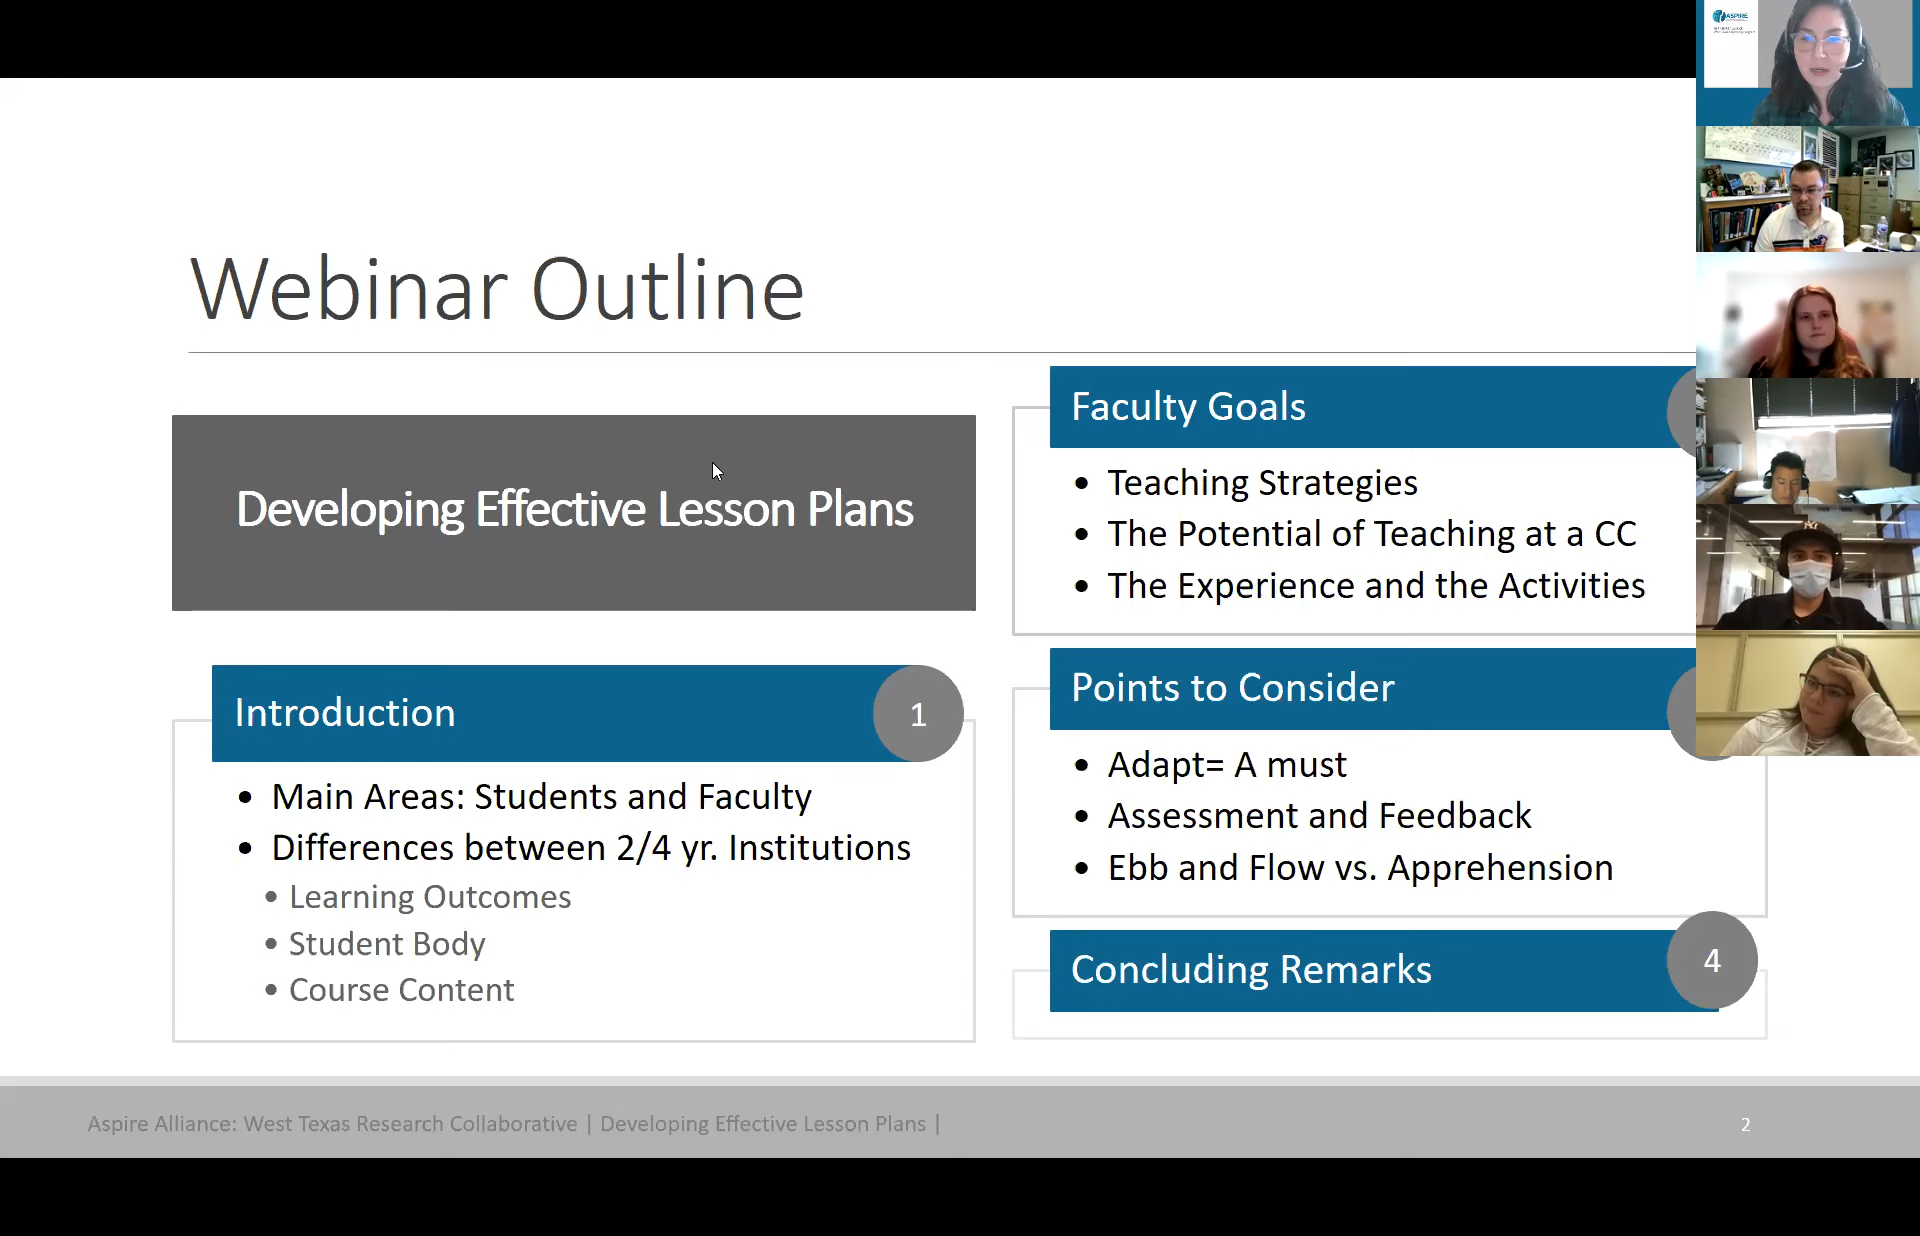 Webinar Outline
Developing Effective Lesson Plans
Introduction
1
• Main Areas: Students and Faculty
• Differences between 2/4 yr. Institutions
• Learning Outcomes
• Student Body
• Course Content
Faculty Goals
• Teaching Strategies
• The Potential of Teaching at a CC
• The Experience and the Activities
Points to Consider
• Adapt= A must
• Assessment and Feedback
• Ebb and Flow vs. Apprehension
Concluding Remarks
4
Aspire Alliance: West Texas Research Collaborative | Developing Effective Lesson Plans |
2
ASPIRE